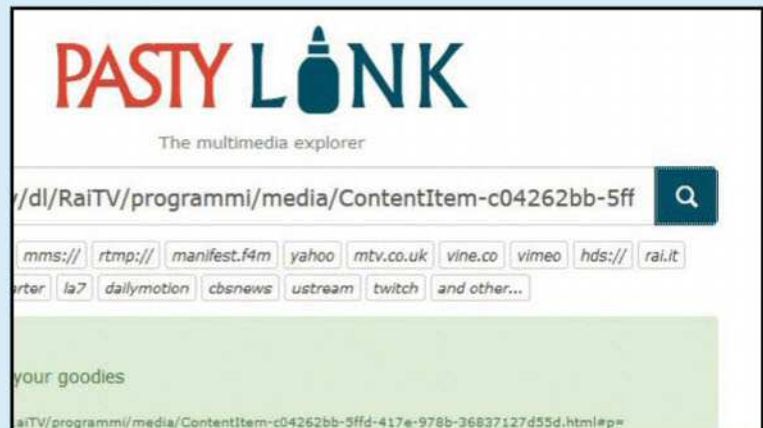 PASTY LINK
The multimedia explorer
/dl/RaiTV/programmi/media/ContentItem-c04262bb-5ff
mms:// rtmp:// manifest.f4m yahoo mtv.co.uk vine.co vimeo hds:// rai.it
arter la7 dailymotion cbsnews ustream twitch and other...
your goodies
aiTV/programmi/media/ContentItem-c04262bb-5ffd-417e-978b-36837127d55d.html#p=